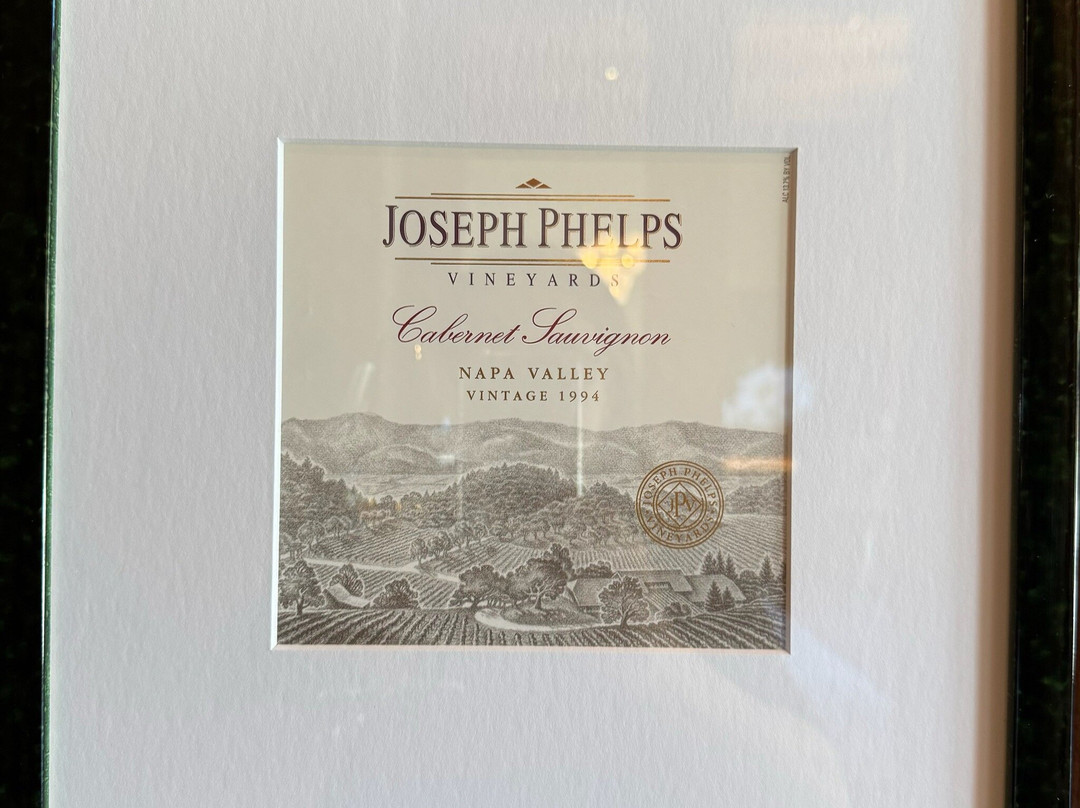 JOSEPH PHELPS
VINEYARDS
Cabernet Sauvignon
NAPA VALLEY
VINTAGE 1994
JOSEPH PHELPS
JPV
VINEYARDS